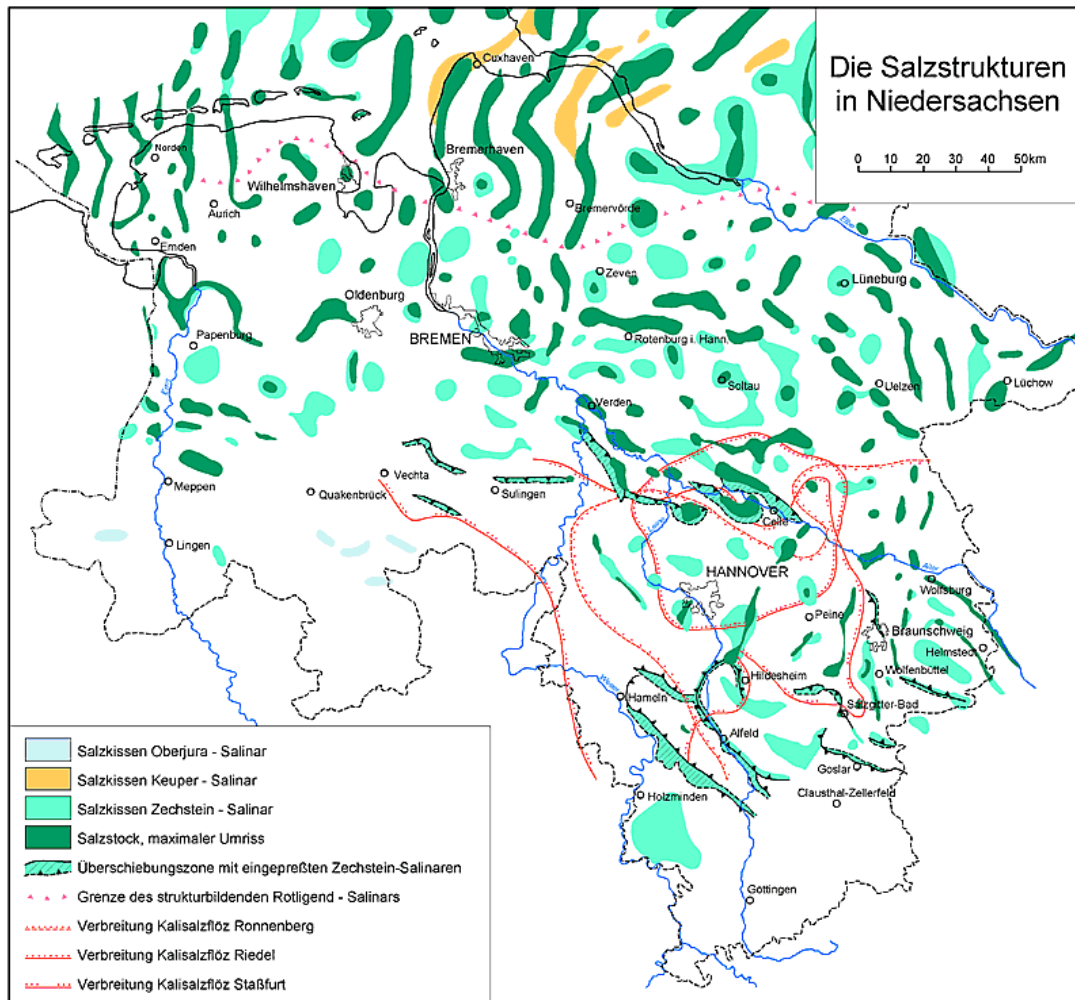 Die Salzstrukturen
in Niedersachsen
0 10 20 30 40 50km
Cuxhaven
Norden
Bremerhaven
Wilhelmshaven
Aurich
Bremervörde
Emden
Elbe
Zeven
Lüneburg
Oldenburg
Papenburg
BREMEN
Rotenburg i. Hann.
Ems
Soltau
Uelzen
Lüchow
Verden
Vechta
Meppen
Quakenbrück
Sulingen
Celle
Leine
Lingen
HANNOVER
Aller
Wolfsburg
Peine
Braunschweig
Helmstedt
Wolfenbüttel
Hildesheim
Weser
Hameln
Salzgitter-Bad
Alfeld
Goslar
Holzminden
Clausthal-Zellerfeld
Göttingen
Salzkissen Oberjura - Salinar
Salzkissen Keuper - Salinar
Salzkissen Zechstein - Salinar
Salzstock, maximaler Umriss
Überschiebungszone mit eingepreßten Zechstein-Salinaren
Grenze des strukturbildenden Rotligend - Salinars
Verbreitung Kalisalzflöz Ronnenberg
Verbreitung Kalisalzflöz Riedel
Verbreitung Kalisalzflöz Staßfurt